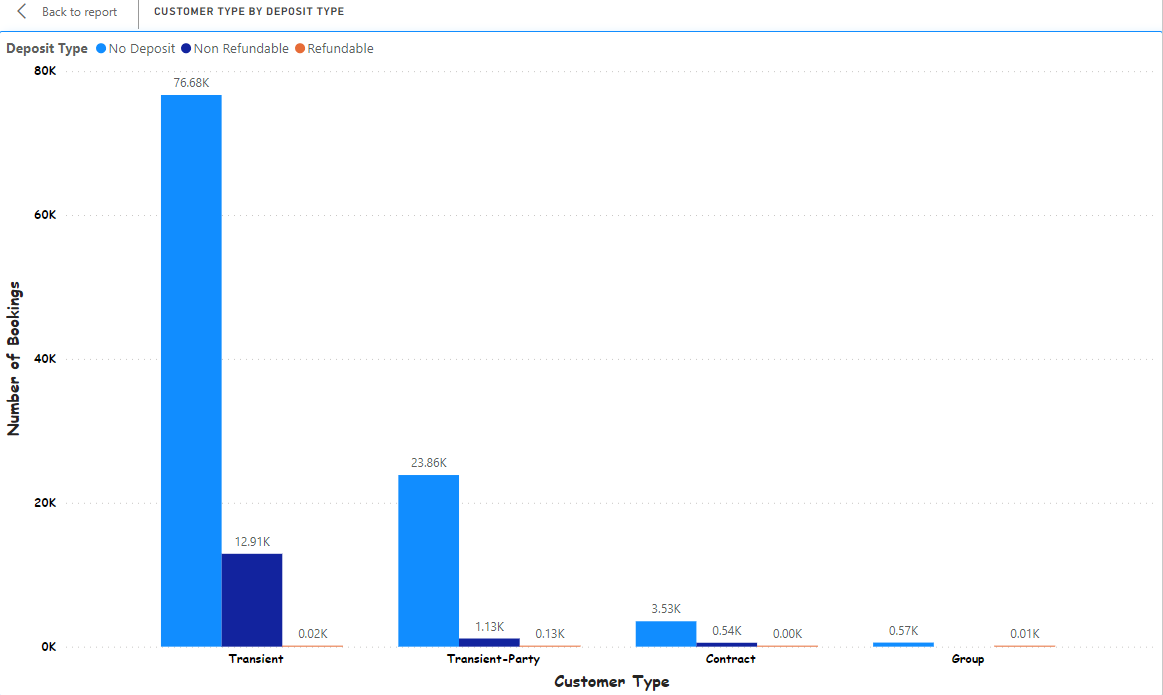 Back to report
CUSTOMER TYPE BY DEPOSIT TYPE
Deposit Type No Deposit Non Refundable Refundable
80K
60K
40K
20K
0K
Number of Bookings
76.68K
12.91K
0.02K
23.86K
1.13K
0.13K
3.53K
0.54K
0.00K
0.57K
0.01K
Transient Transient-Party Contract Group
Customer Type